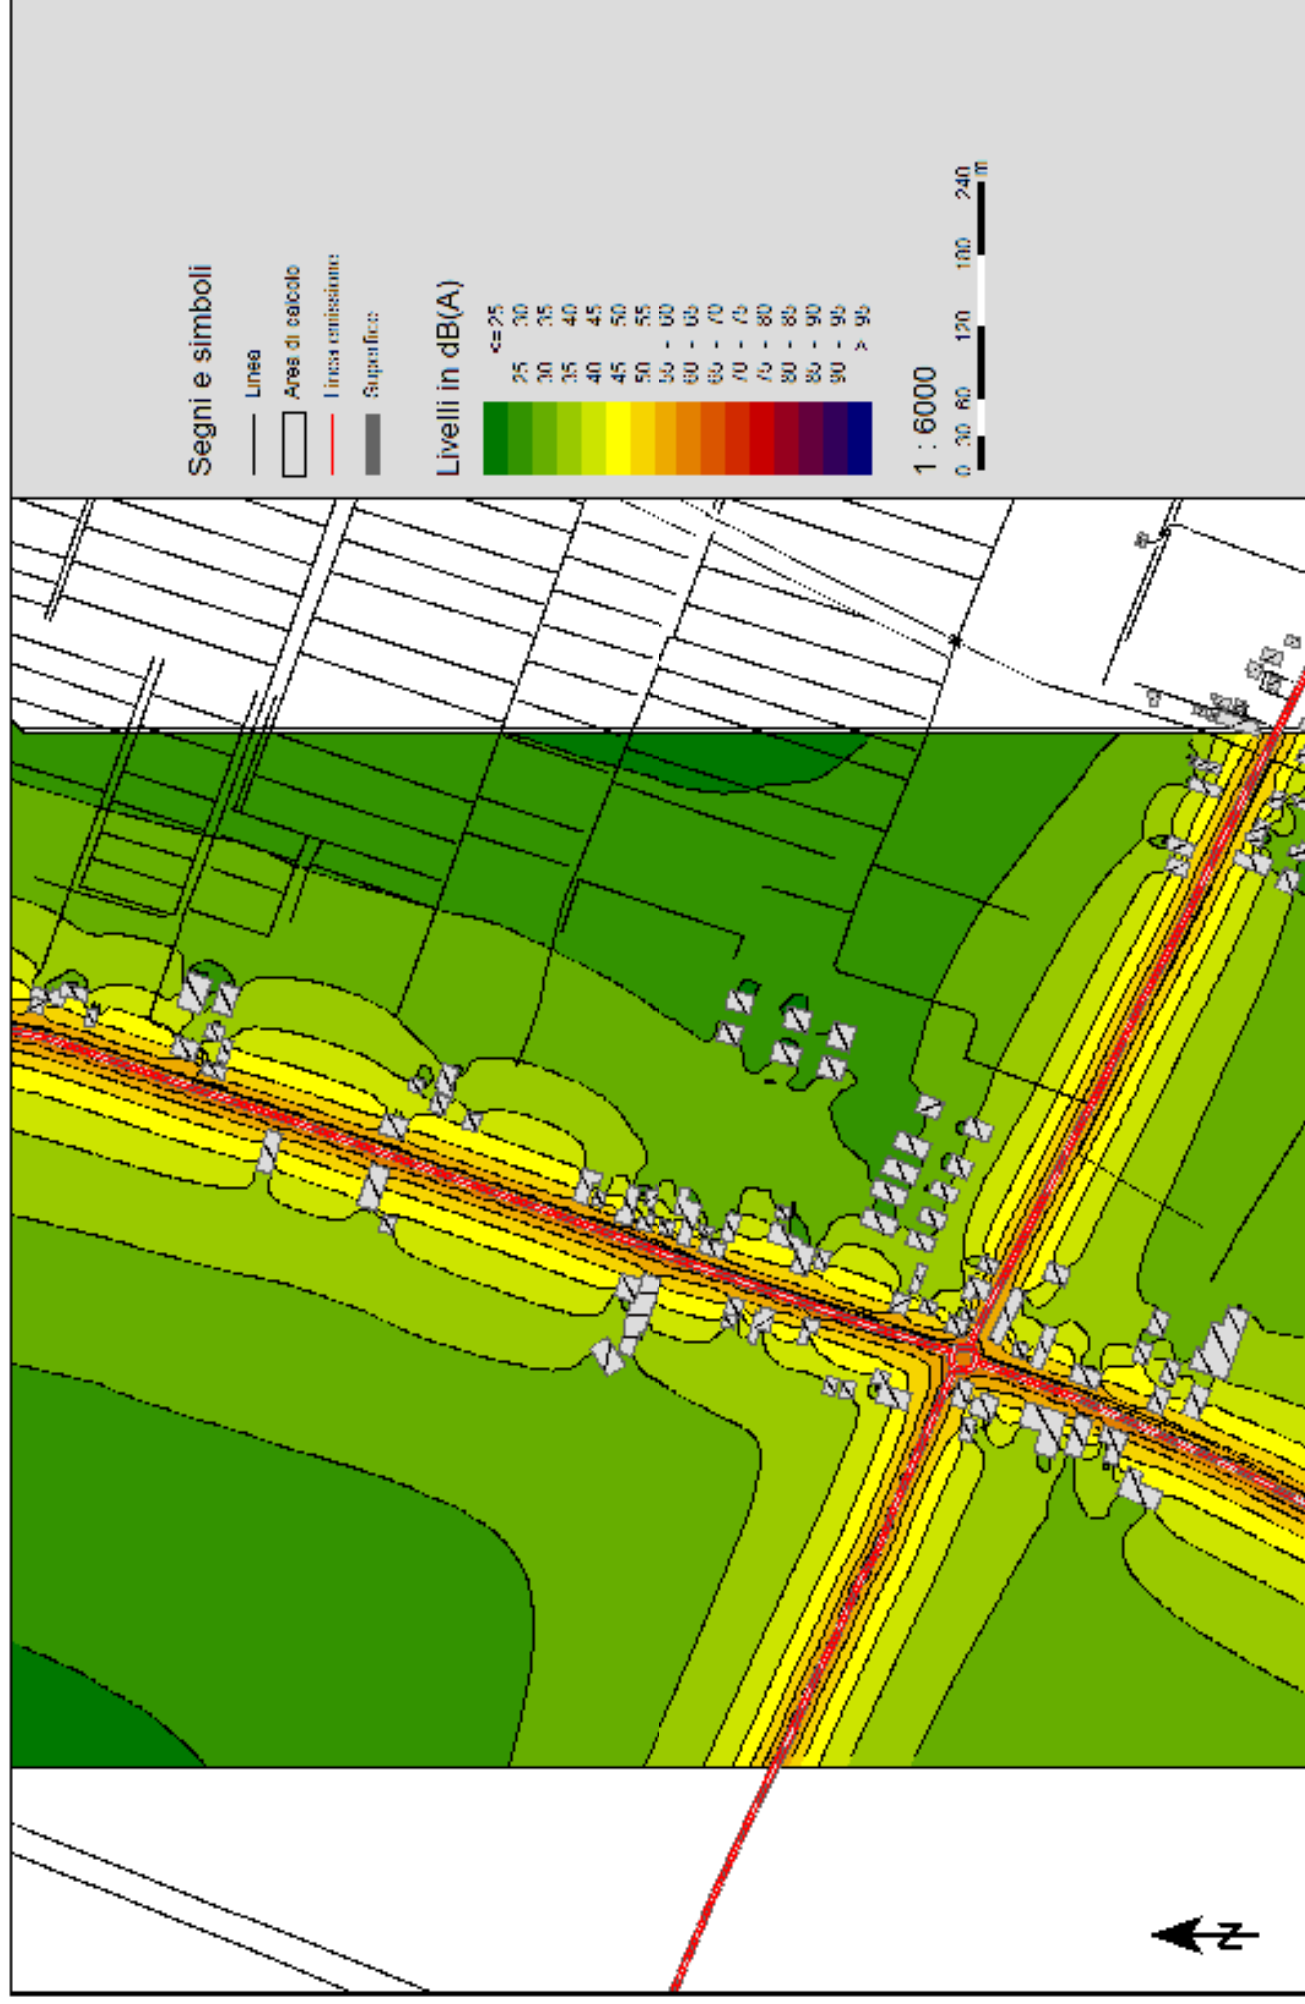 Segni e simboli
Linea
Area di calcolo
Linea emissione
Superfice
Livelli in dB(A)
<= 25
25 30
30 35
35 40
40 45
45 50
50 55
55 - 60
60 - 65
65 - 70
70 - 75
75 - 80
80 - 85
85 - 90
90 - 95
> 95
1 : 6000
0 30 60 120 180 240
m
N